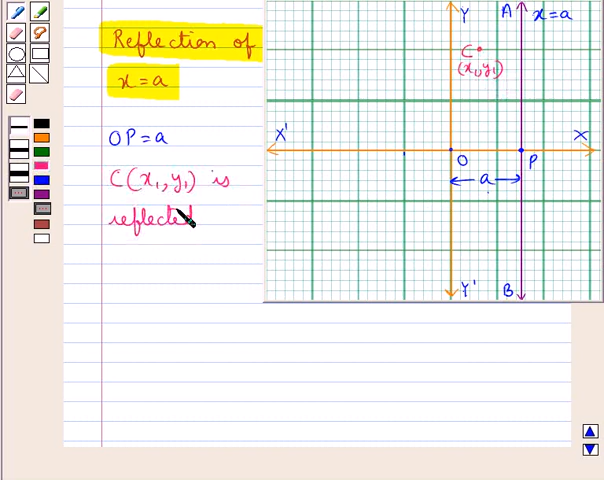 Reflection of
x = a
OP = a
C(x₁, y₁) is
reflected
Y A x = a
C
(x₁, y₁)
X' X
O P
a
Y' B